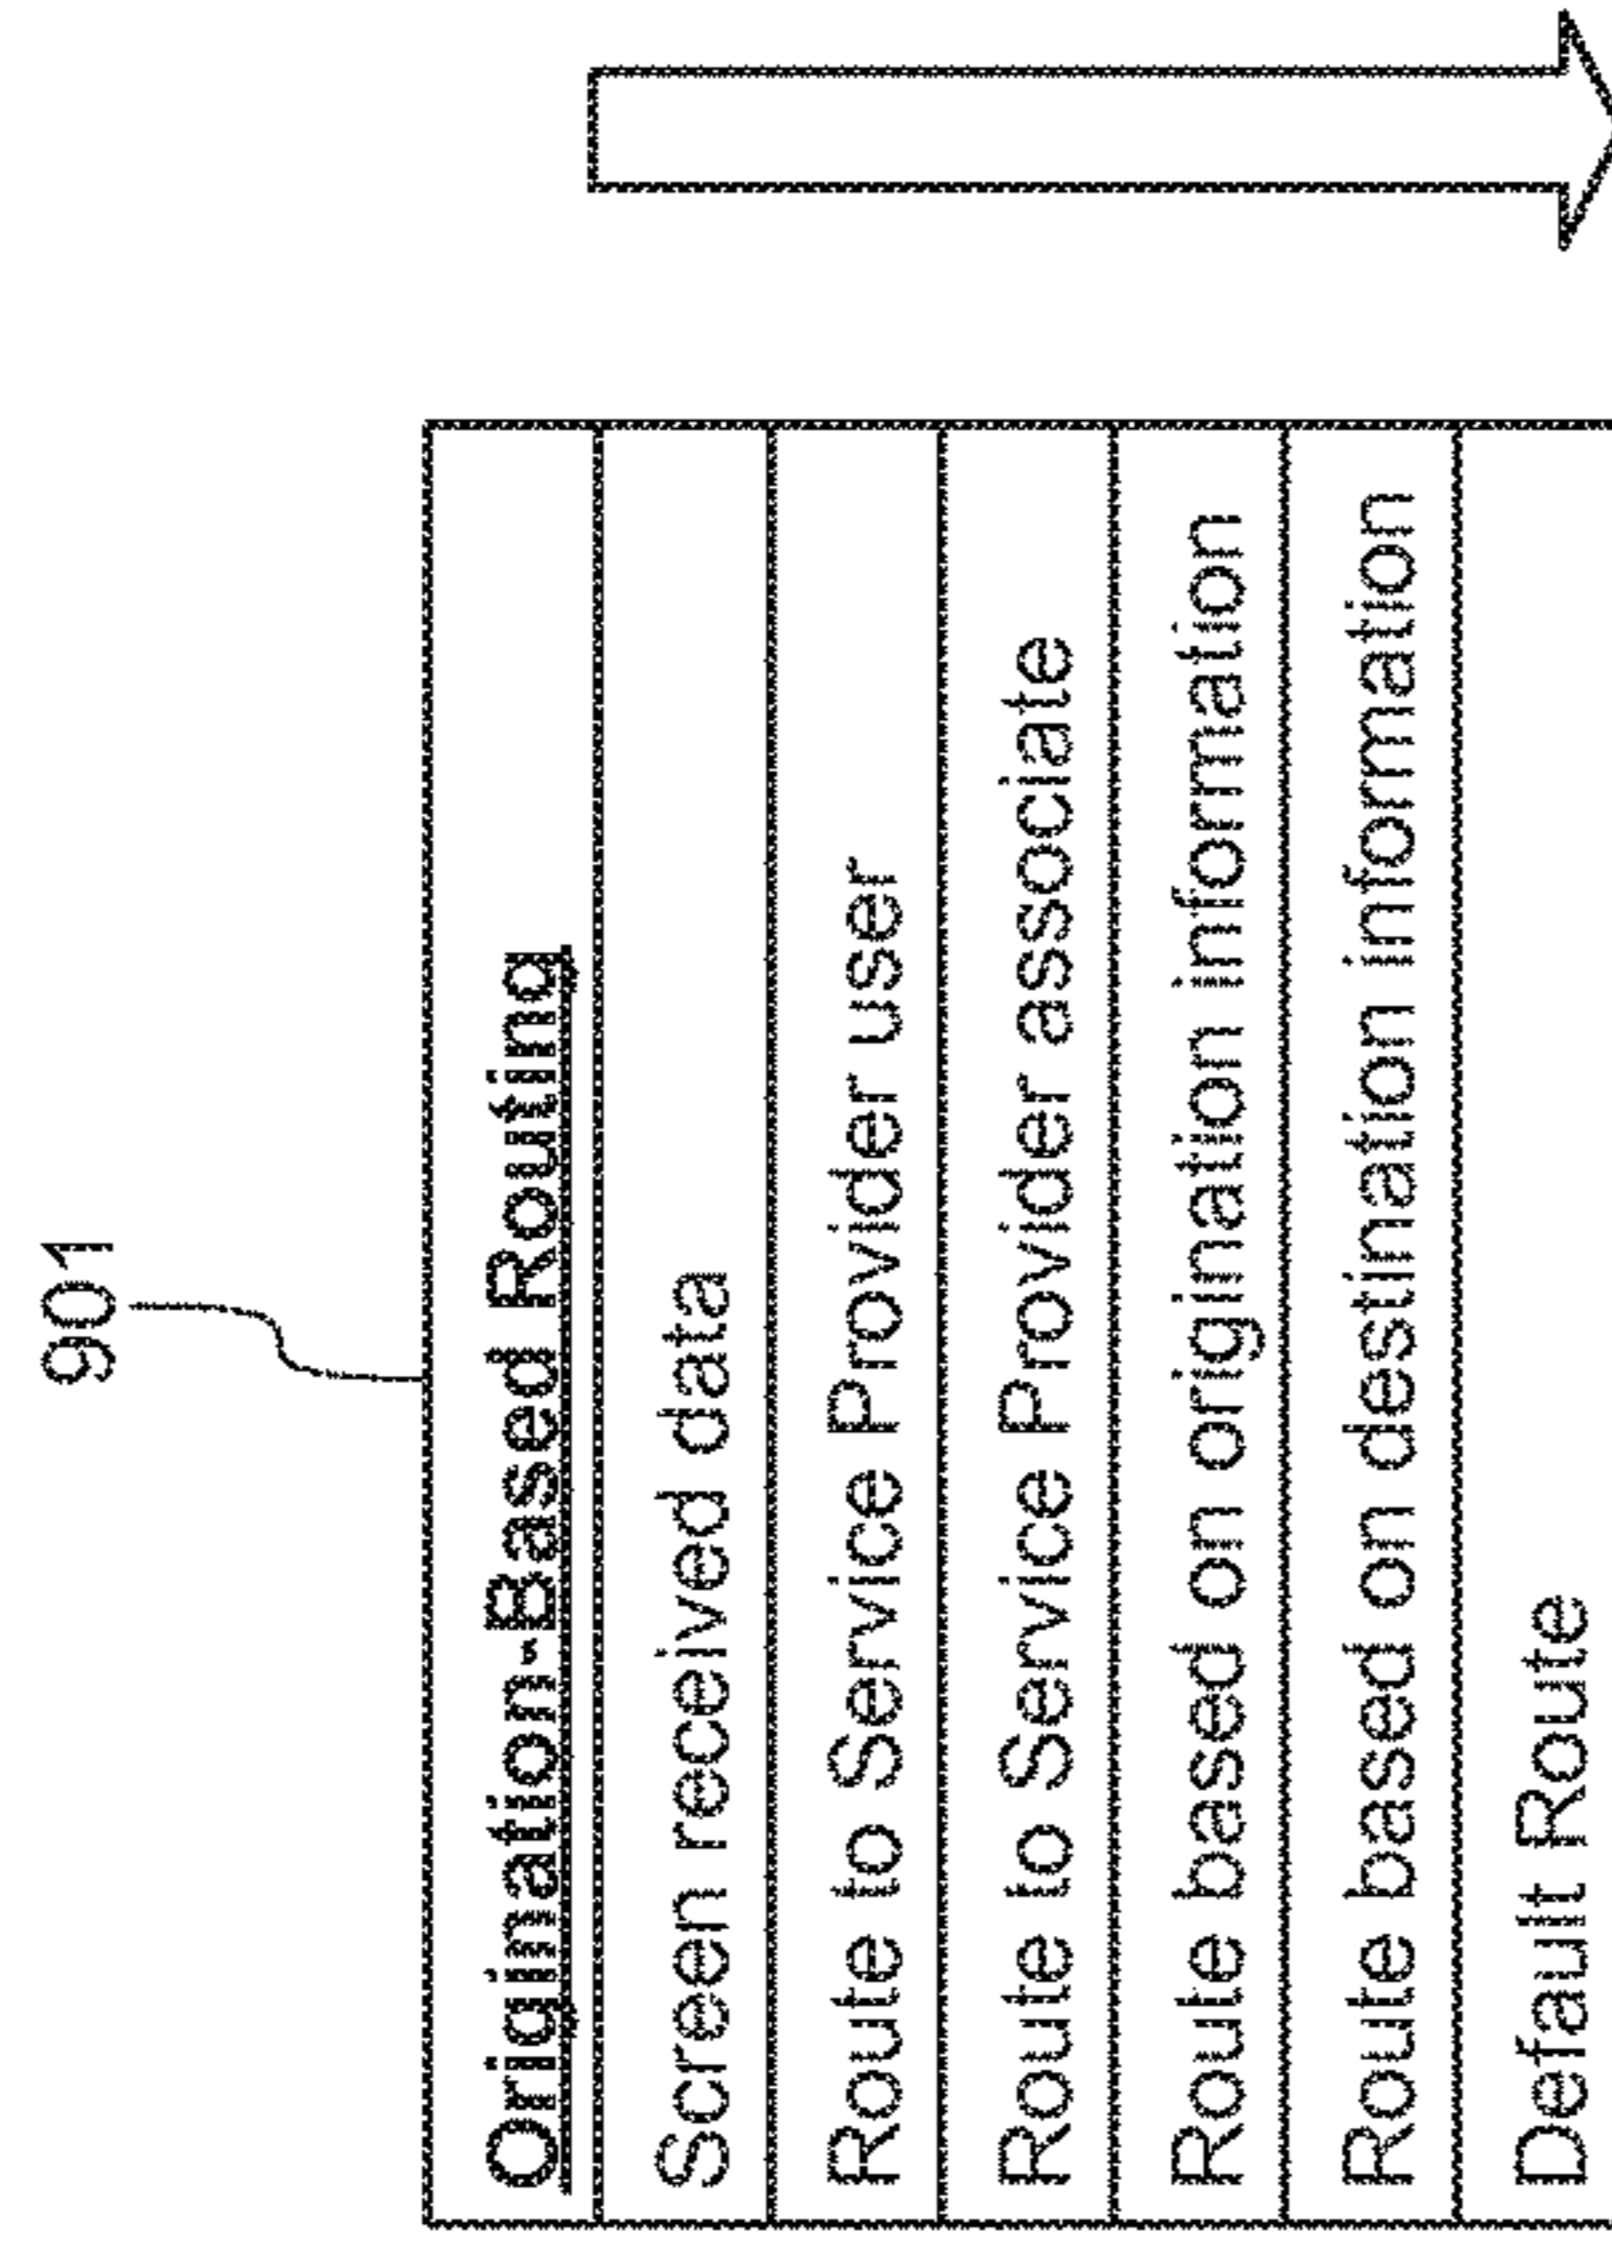 901
Origination-Based Routing
Screen received data
Route to Service Provider user
Route to Service Provider associate
Route based on origination information
Route based on destination information
Default Route